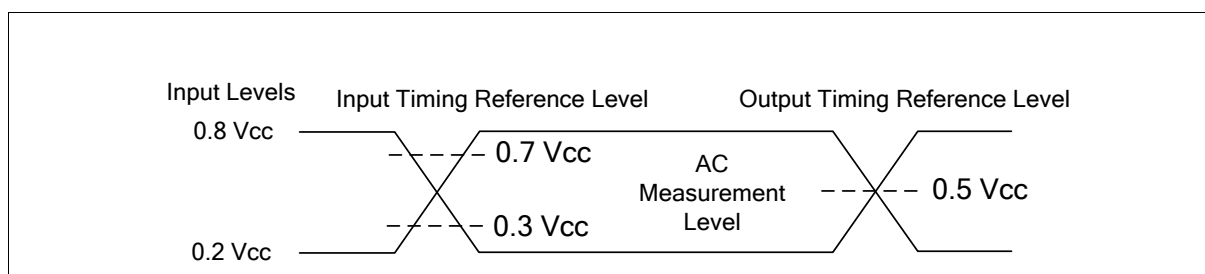 Input Levels
Input Timing Reference Level
Output Timing Reference Level
0.8 Vcc
0.7 Vcc
AC
Measurement
Level
0.5 Vcc
0.3 Vcc
0.2 Vcc